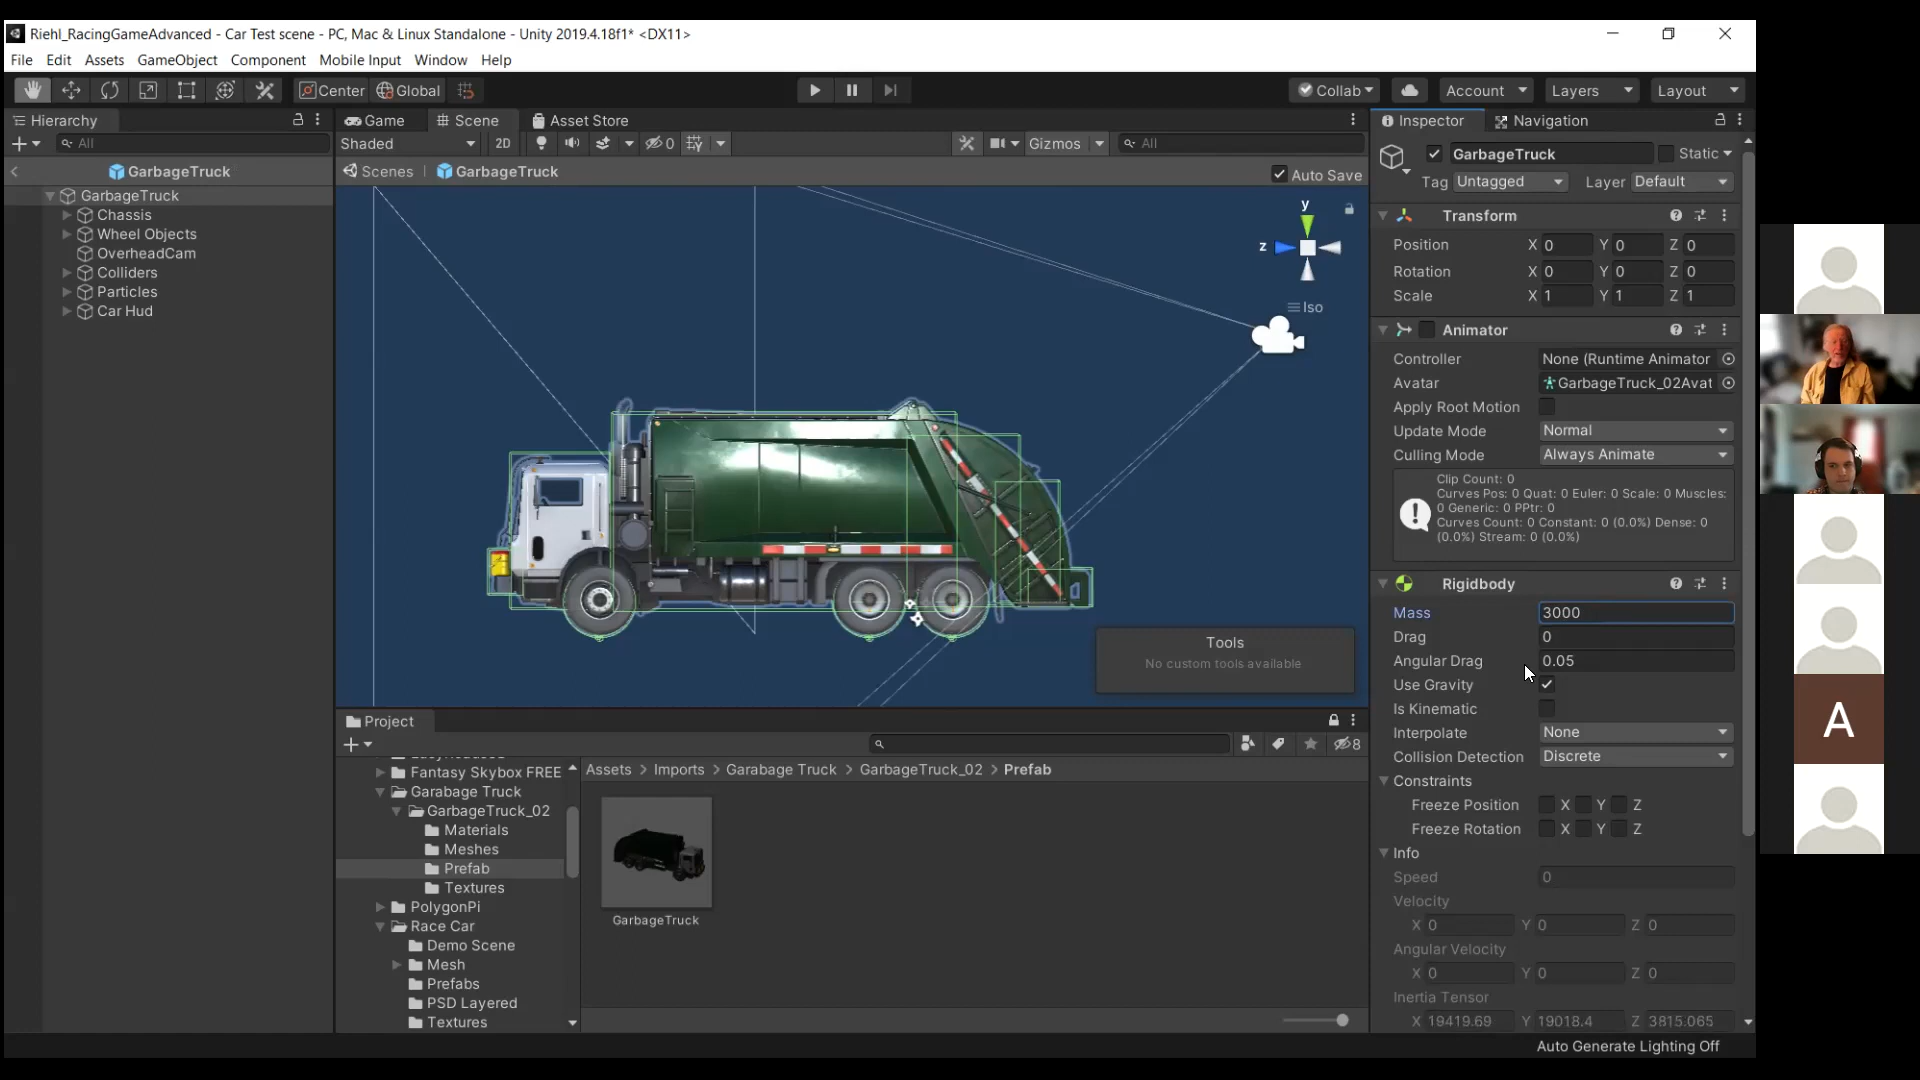 Riehl_RacingGameAdvanced - Car Test scene - PC, Mac & Linux Standalone - Unity 2019.4.18f1* <DX11>
File Edit Assets GameObject Component Mobile Input Window Help
Center Global Collab Account Layers Layout
Hierarchy
All
GarbageTruck
GarbageTruck
Chassis
Wheel Objects
OverheadCam
Colliders
Particles
Car Hud
Game Scene Asset Store
Shaded 2D 0 Gizmos All
Scenes GarbageTruck Auto Save
y
z
Iso
Tools
No custom tools available
Project
8
Fantasy Skybox FREE
Garabage Truck
GarbageTruck_02
Materials
Meshes
Prefab
Textures
PolygonPi
Race Car
Demo Scene
Mesh
Prefabs
PSD Layered
Textures
Assets > Imports > Garabage Truck > GarbageTruck_02 > Prefab
GarbageTruck
Inspector Navigation
GarbageTruck Static
Tag Untagged Layer Default
Transform
Position X 0 Y 0 Z 0
Rotation X 0 Y 0 Z 0
Scale X 1 Y 1 Z 1
Animator
Controller None (Runtime Animator
Avatar GarbageTruck_02Avat
Apply Root Motion
Update Mode Normal
Culling Mode Always Animate
Clip Count: 0
Curves Pos: 0 Quat: 0 Euler: 0 Scale: 0 Muscles:
0 Generic: 0 PPtr: 0
Curves Count: 0 Constant: 0 (0.0%) Dense: 0
(0.0%) Stream: 0 (0.0%)
Rigidbody
Mass 3000
Drag 0
Angular Drag 0.05
Use Gravity
Is Kinematic
Interpolate None
Collision Detection Discrete
Constraints
Freeze Position X Y Z
Freeze Rotation X Y Z
Info
Speed 0
Velocity
X 0 Y 0 Z 0
Angular Velocity
X 0 Y 0 Z 0
Inertia Tensor
X 19419.69 Y 19018.4 Z 3815.065
Auto Generate Lighting Off
A